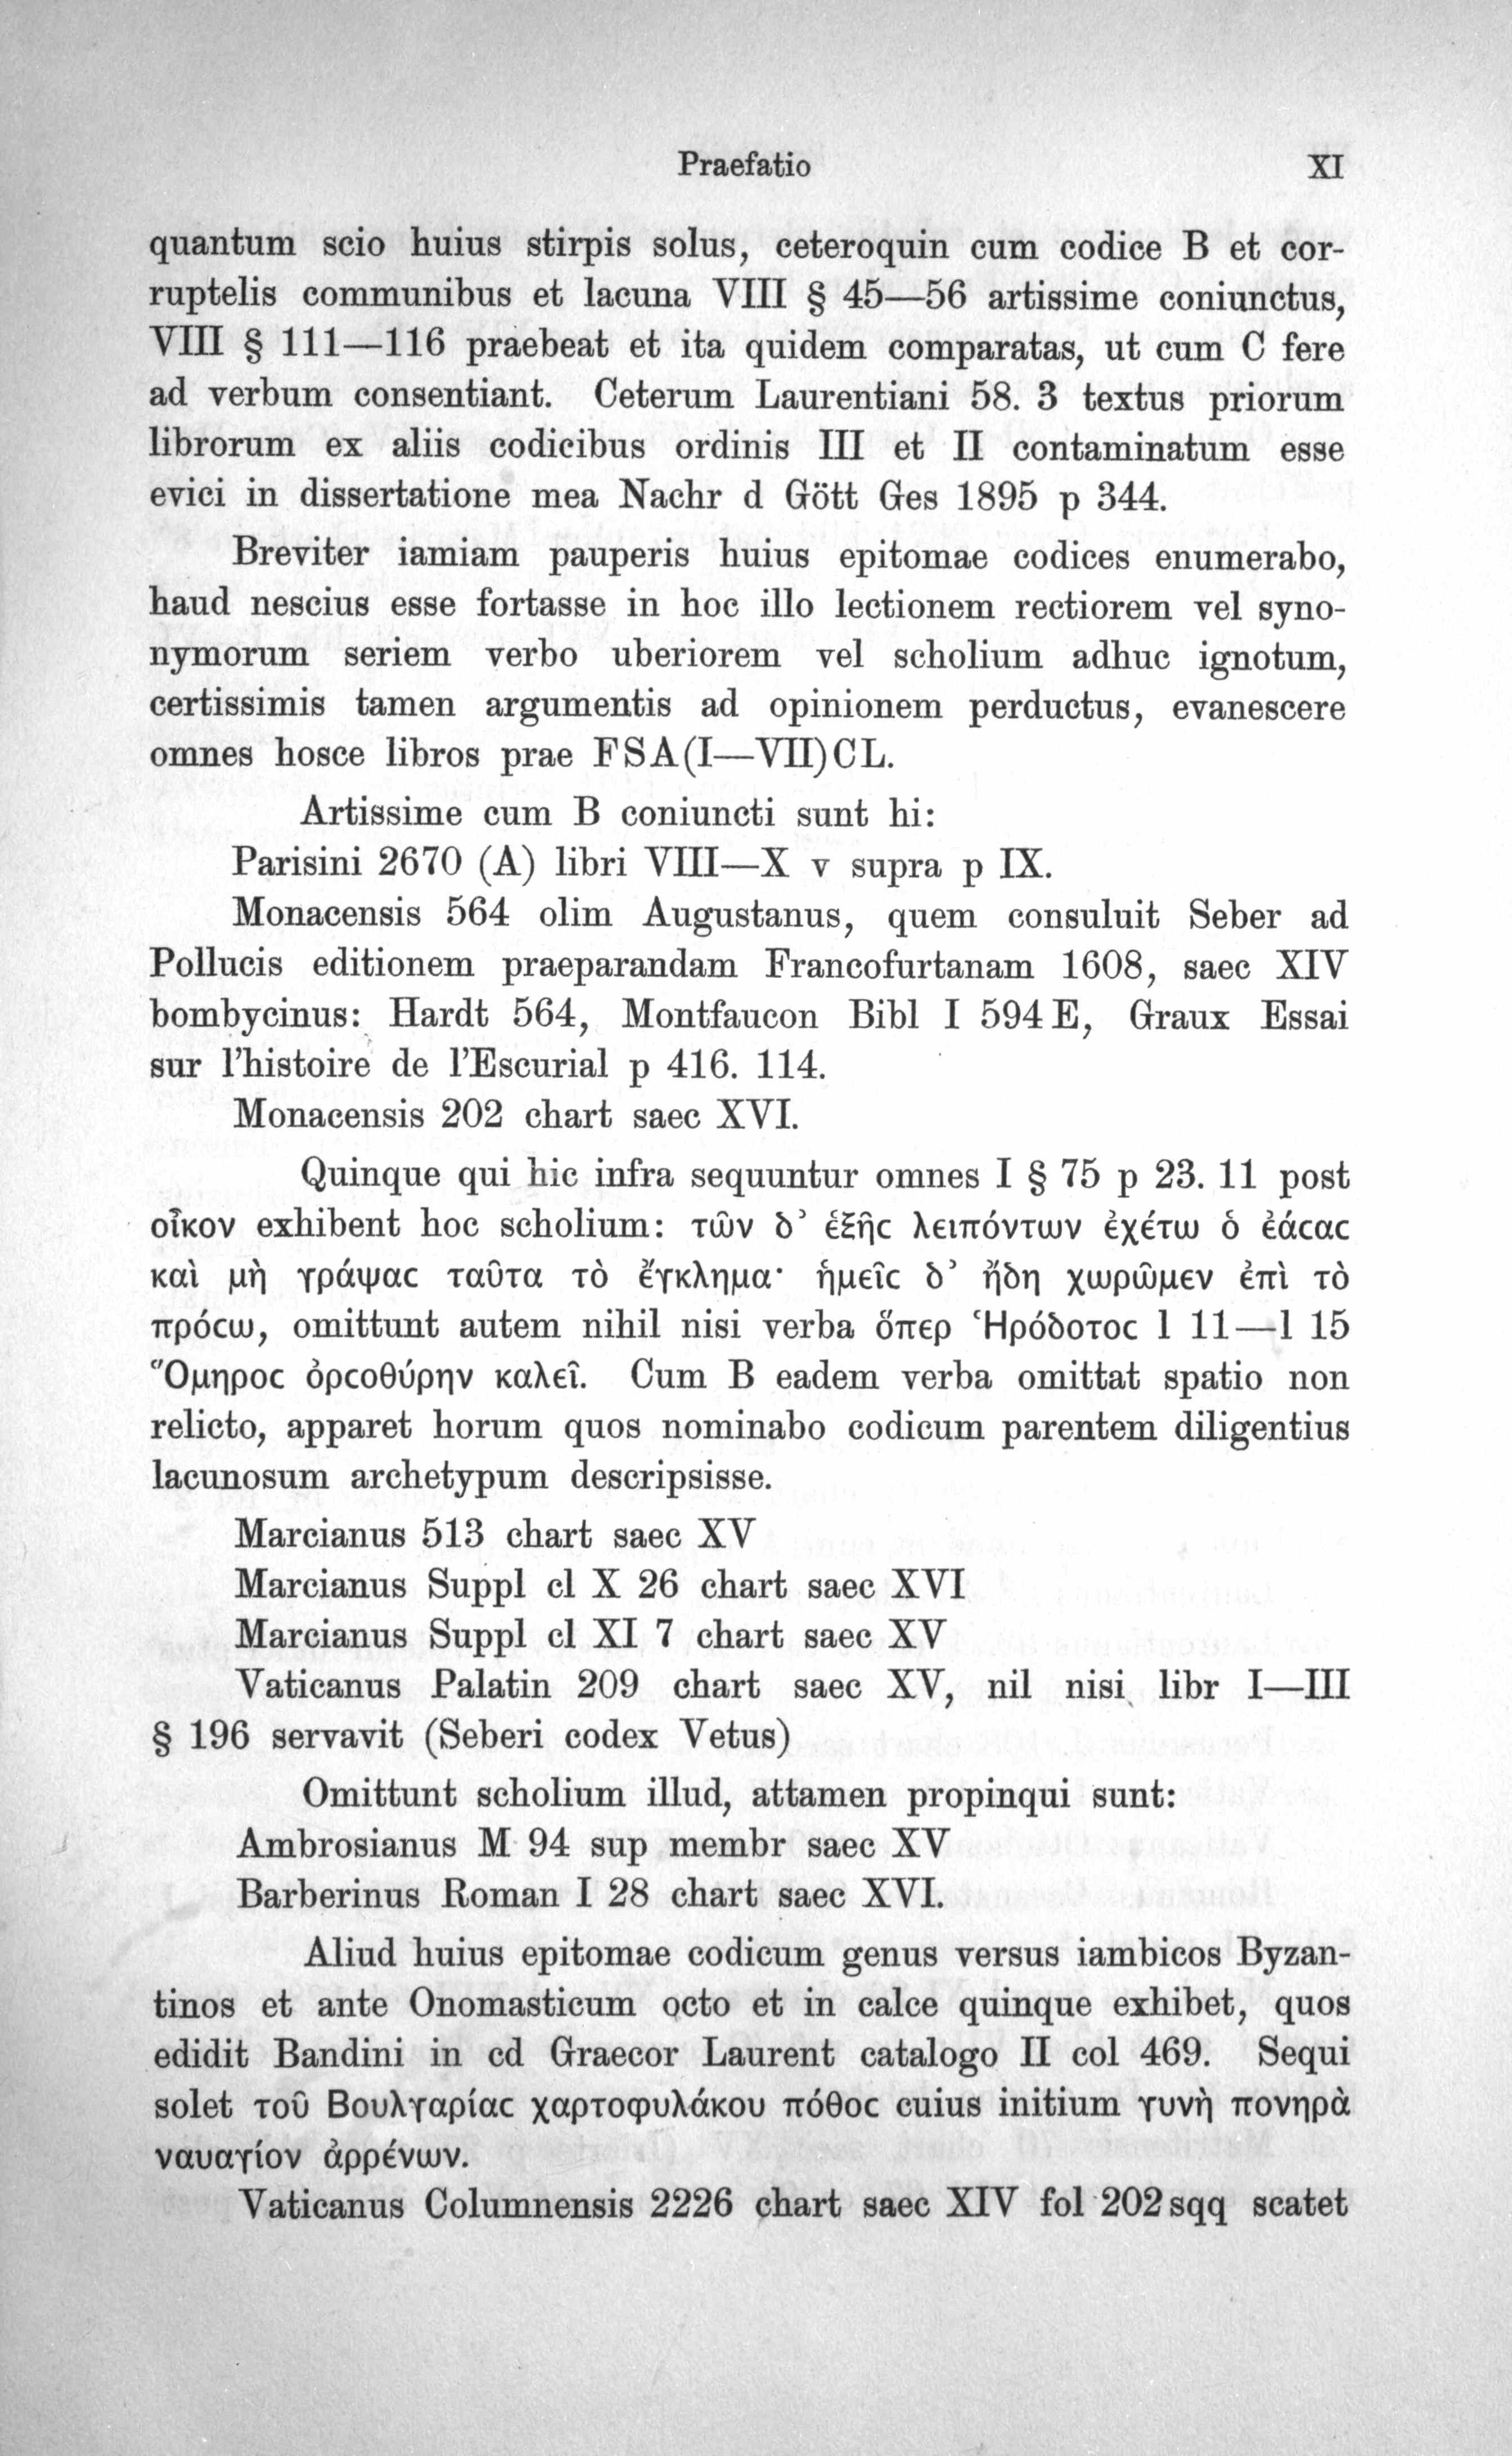 Praefatio XI
quantum scio huius stirpis solus, ceteroquin cum codice B et cor-
ruptelis communibus et lacuna VIII § 45—56 artissime coniunctus,
VIII § 111—116 praebeat et ita quidem comparatas, ut cum C fere
ad verbum consentiant. Ceterum Laurentiani 58. 3 textus priorum
librorum ex aliis codicibus ordinis III et II contaminatum esse
evici in dissertatione mea Nachr d Gött Ges 1895 p 344.
Breviter iamiam pauperis huius epitomae codices enumerabo,
haud nescius esse fortasse in hoc illo lectionem rectiorem vel syno-
nymorum seriem verbo uberiorem vel scholium adhuc ignotum,
certissimis tamen argumentis ad opinionem perductus, evanescere
omnes hosce libros prae FSA(I—VII)CL.
Artissime cum B coniuncti sunt hi:
Parisini 2670 (A) libri VIII—X v supra p IX.
Monacensis 564 olim Augustanus, quem consuluit Seber ad
Pollucis editionem praeparandam Francofurtanam 1608, saec XIV
bombycinus: Hardt 564, Montfaucon Bibl I 594 E, Graux Essai
sur l'histoire de l'Escurial p 416. 114.
Monacensis 202 chart saec XVI.
Quinque qui hic infra sequuntur omnes I § 75 p 23. 11 post
οἶκον exhibent hoc scholium: τῶν δ' ἑξῆϲ λειπόντων ἐχέτω ὁ ἐάϲαϲ
καὶ μὴ γράψαϲ ταῦτα τὸ ἔγκλημα· ἡμεῖϲ δ' ἤδη χωρῶμεν ἐπὶ τὸ
πρόϲω, omittunt autem nihil nisi verba ὅπερ Ἡρόδοτοϲ l 11—l 15
Ὅμηροϲ ὀρϲοθύρην καλεῖ. Cum B eadem verba omittat spatio non
relicto, apparet horum quos nominabo codicum parentem diligentius
lacunosum archetypum descripsisse.
Marcianus 513 chart saec XV
Marcianus Suppl cl X 26 chart saec XVI
Marcianus Suppl cl XI 7 chart saec XV
Vaticanus Palatin 209 chart saec XV, nil nisi libr I—III
§ 196 servavit (Seberi codex Vetus)
Omittunt scholium illud, attamen propinqui sunt:
Ambrosianus M 94 sup membr saec XV
Barberinus Roman I 28 chart saec XVI.
Aliud huius epitomae codicum genus versus iambicos Byzan-
tinos et ante Onomasticum octo et in calce quinque exhibet, quos
edidit Bandini in cd Graecor Laurent catalogo II col 469. Sequi
solet τοῦ Βουλγαρίαϲ χαρτοφυλάκου πόθοϲ cuius initium γυνὴ πονηρὰ
ναυαγίον ἀρρένων.
Vaticanus Columnensis 2226 chart saec XIV fol 202 sqq scatet